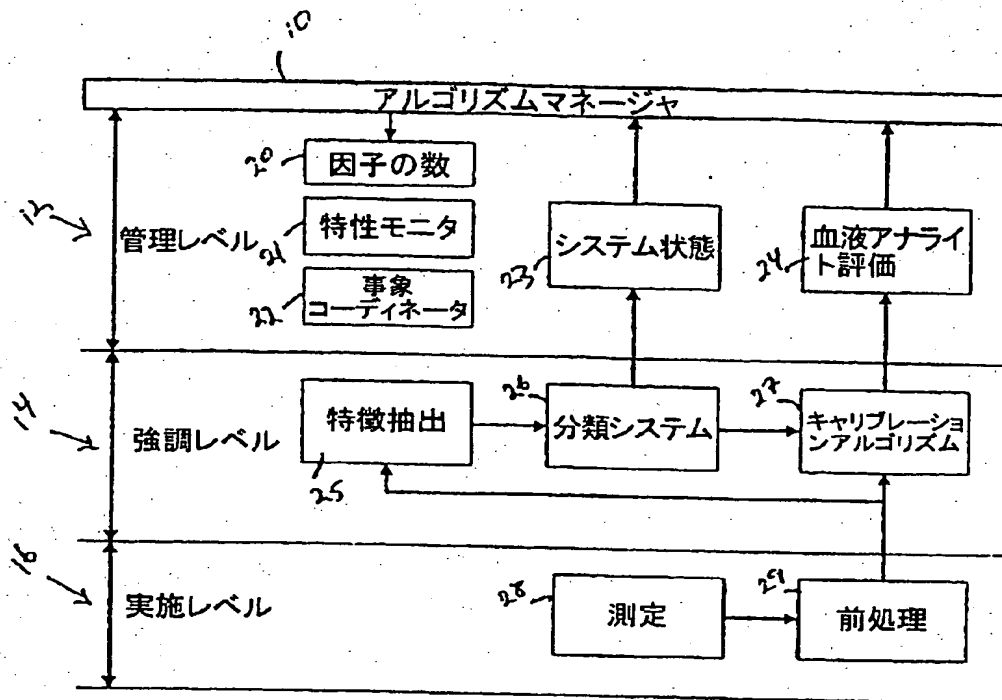 10
アルゴリズムマネージャ
20
因子の数
12
管理レベル
21
特性モニタ
22
事象
コーディネータ
23
システム状態
24
血液アナライ
ト評価
14
強調レベル
特徴抽出
25
26
分類システム
27
キャリブレーショ
ンアルゴリズム
16
実施レベル
28
測定
29
前処理